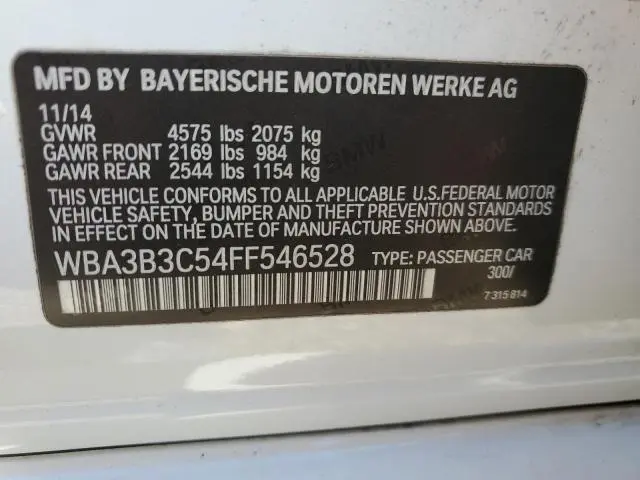 MFD BY BAYERISCHE MOTOREN WERKE AG
11/14
GVWR 4575 lbs 2075 kg
GAWR FRONT 2169 lbs 984 kg
GAWR REAR 2544 lbs 1154 kg
THIS VEHICLE CONFORMS TO ALL APPLICABLE U.S.FEDERAL MOTOR
VEHICLE SAFETY, BUMPER AND THEFT PREVENTION STANDARDS
IN EFFECT ON THE DATE OF MANUFACTURE SHOWN ABOVE.
WBA3B3C54FF546528 TYPE: PASSENGER CAR
300/
7 315 814